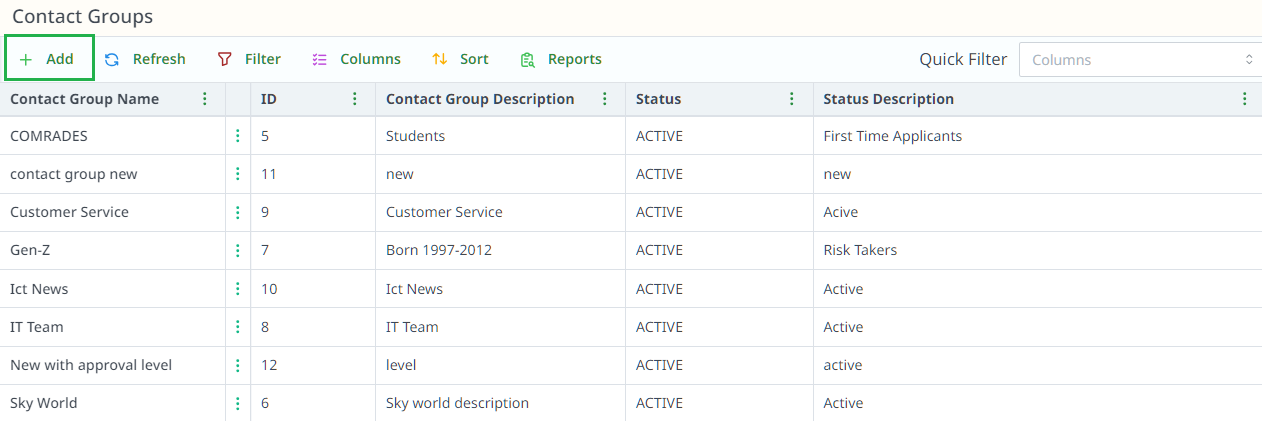 Contact Groups
Add Refresh Filter Columns Sort Reports Quick Filter Columns
Contact Group Name ID Contact Group Description Status Status Description
COMRADES 5 Students ACTIVE First Time Applicants
contact group new 11 new ACTIVE new
Customer Service 9 Customer Service ACTIVE Acive
Gen-Z 7 Born 1997-2012 ACTIVE Risk Takers
Ict News 10 Ict News ACTIVE Active
IT Team 8 IT Team ACTIVE Active
New with approval level 12 level ACTIVE active
Sky World 6 Sky world description ACTIVE Active